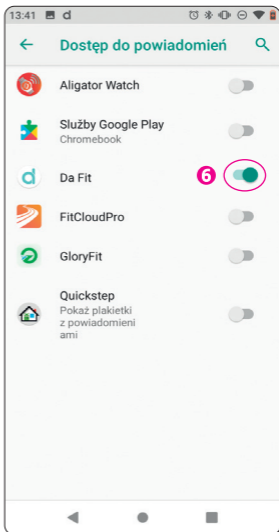 13:41 d
Dostęp do powiadomień
Aligator Watch
Služby Google Play
Chromebook
d Da Fit
6
FitCloudPro
GloryFit
Quickstep
Pokaż plakietki
z powiadomieni
ami